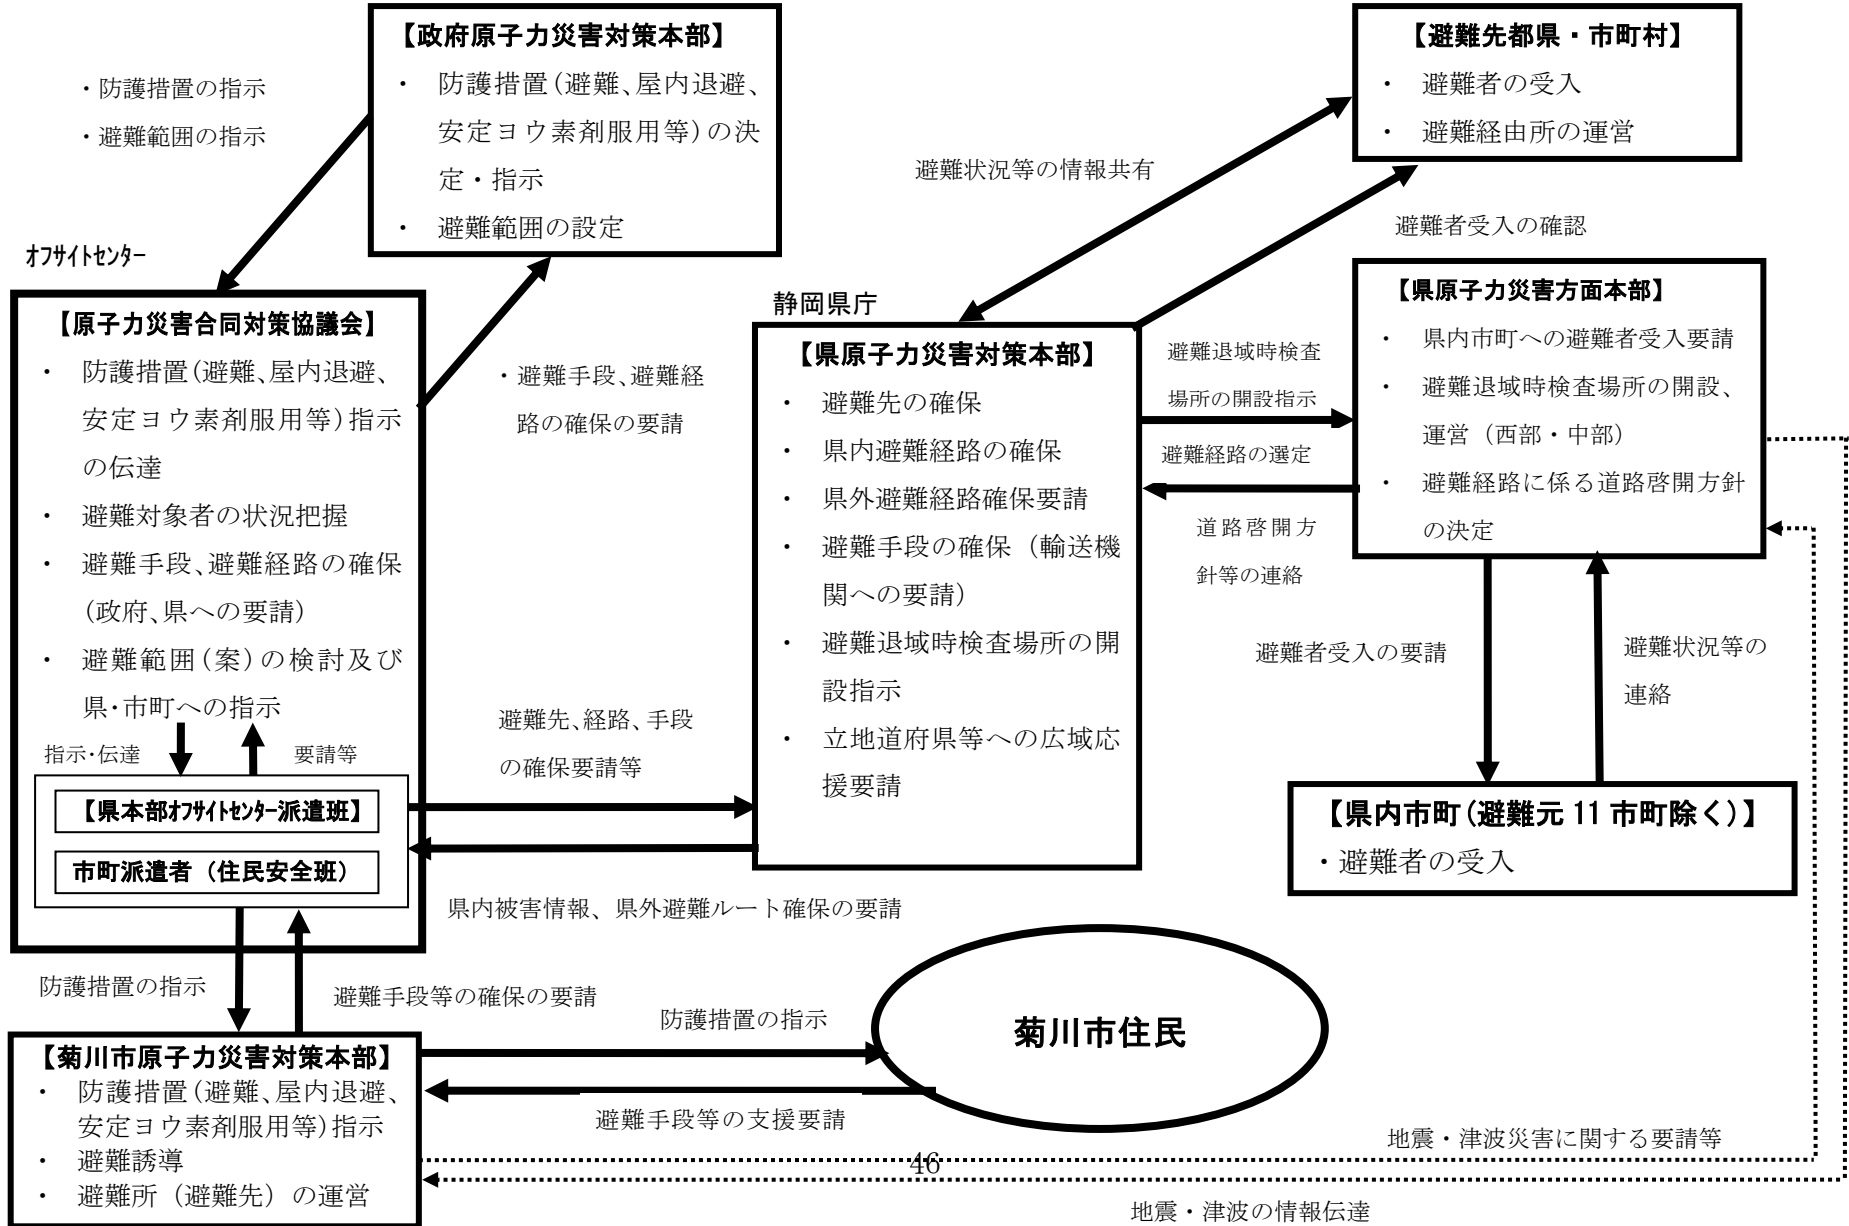 【政府原子力災害対策本部】
・ 防護措置(避難、屋内退避、
安定ヨウ素剤服用等)の決
定・指示
・ 避難範囲の設定
・防護措置の指示
・避難範囲の指示
【避難先都県・市町村】
・ 避難者の受入
・ 避難経由所の運営
避難状況等の情報共有
避難者受入の確認
オフサイトセンター
【原子力災害合同対策協議会】
・ 防護措置(避難、屋内退避、
安定ヨウ素剤服用等)指示
の伝達
・ 避難対象者の状況把握
・ 避難手段、避難経路の確保
(政府、県への要請)
・ 避難範囲(案)の検討及び
県・市町への指示
指示・伝達
要請等
【県本部オフサイトセンター派遣班】
市町派遣者(住民安全班)
・避難手段、避難経
路の確保の要請
避難先、経路、手段
の確保要請等
県内被害情報、県外避難ルート確保の要請
静岡県庁
【県原子力災害対策本部】
・ 避難先の確保
・ 県内避難経路の確保
・ 県外避難経路確保要請
・ 避難手段の確保(輸送機
関への要請)
・ 避難退域時検査場所の開
設指示
・ 立地道府県等への広域応
援要請
避難退域時検査
場所の開設指示
避難経路の選定
道路啓開方
針等の連絡
【県原子力災害方面本部】
・ 県内市町への避難者受入要請
・ 避難退域時検査場所の開設、
運営(西部・中部)
・ 避難経路に係る道路啓開方針
の決定
避難者受入の要請
避難状況等の
連絡
【県内市町(避難元11市町除く)】
・避難者の受入
防護措置の指示
避難手段等の確保の要請
【菊川市原子力災害対策本部】
・ 防護措置(避難、屋内退避、
安定ヨウ素剤服用等)指示
・ 避難誘導
・ 避難所(避難先)の運営
防護措置の指示
避難手段等の支援要請
菊川市住民
地震・津波災害に関する要請等
46
地震・津波の情報伝達